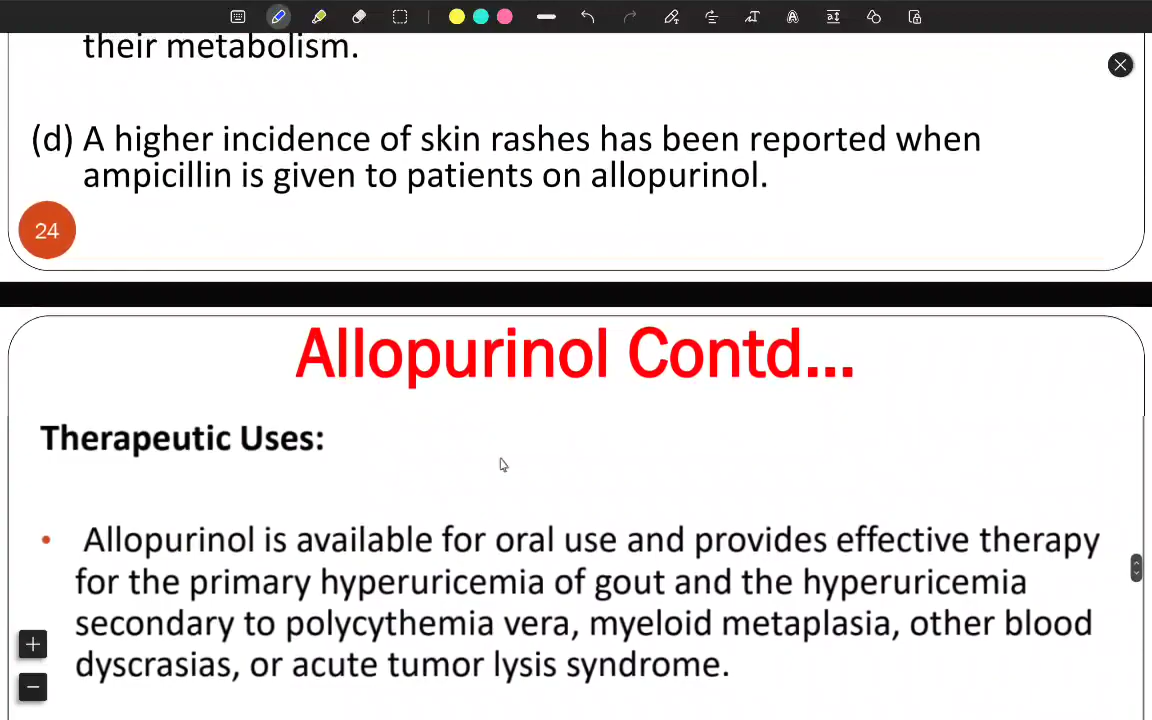 their metabolism.
(d) A higher incidence of skin rashes has been reported when
ampicillin is given to patients on allopurinol.
24
Allopurinol Contd...
Therapeutic Uses:
• Allopurinol is available for oral use and provides effective therapy
for the primary hyperuricemia of gout and the hyperuricemia
secondary to polycythemia vera, myeloid metaplasia, other blood
dyscrasias, or acute tumor lysis syndrome.